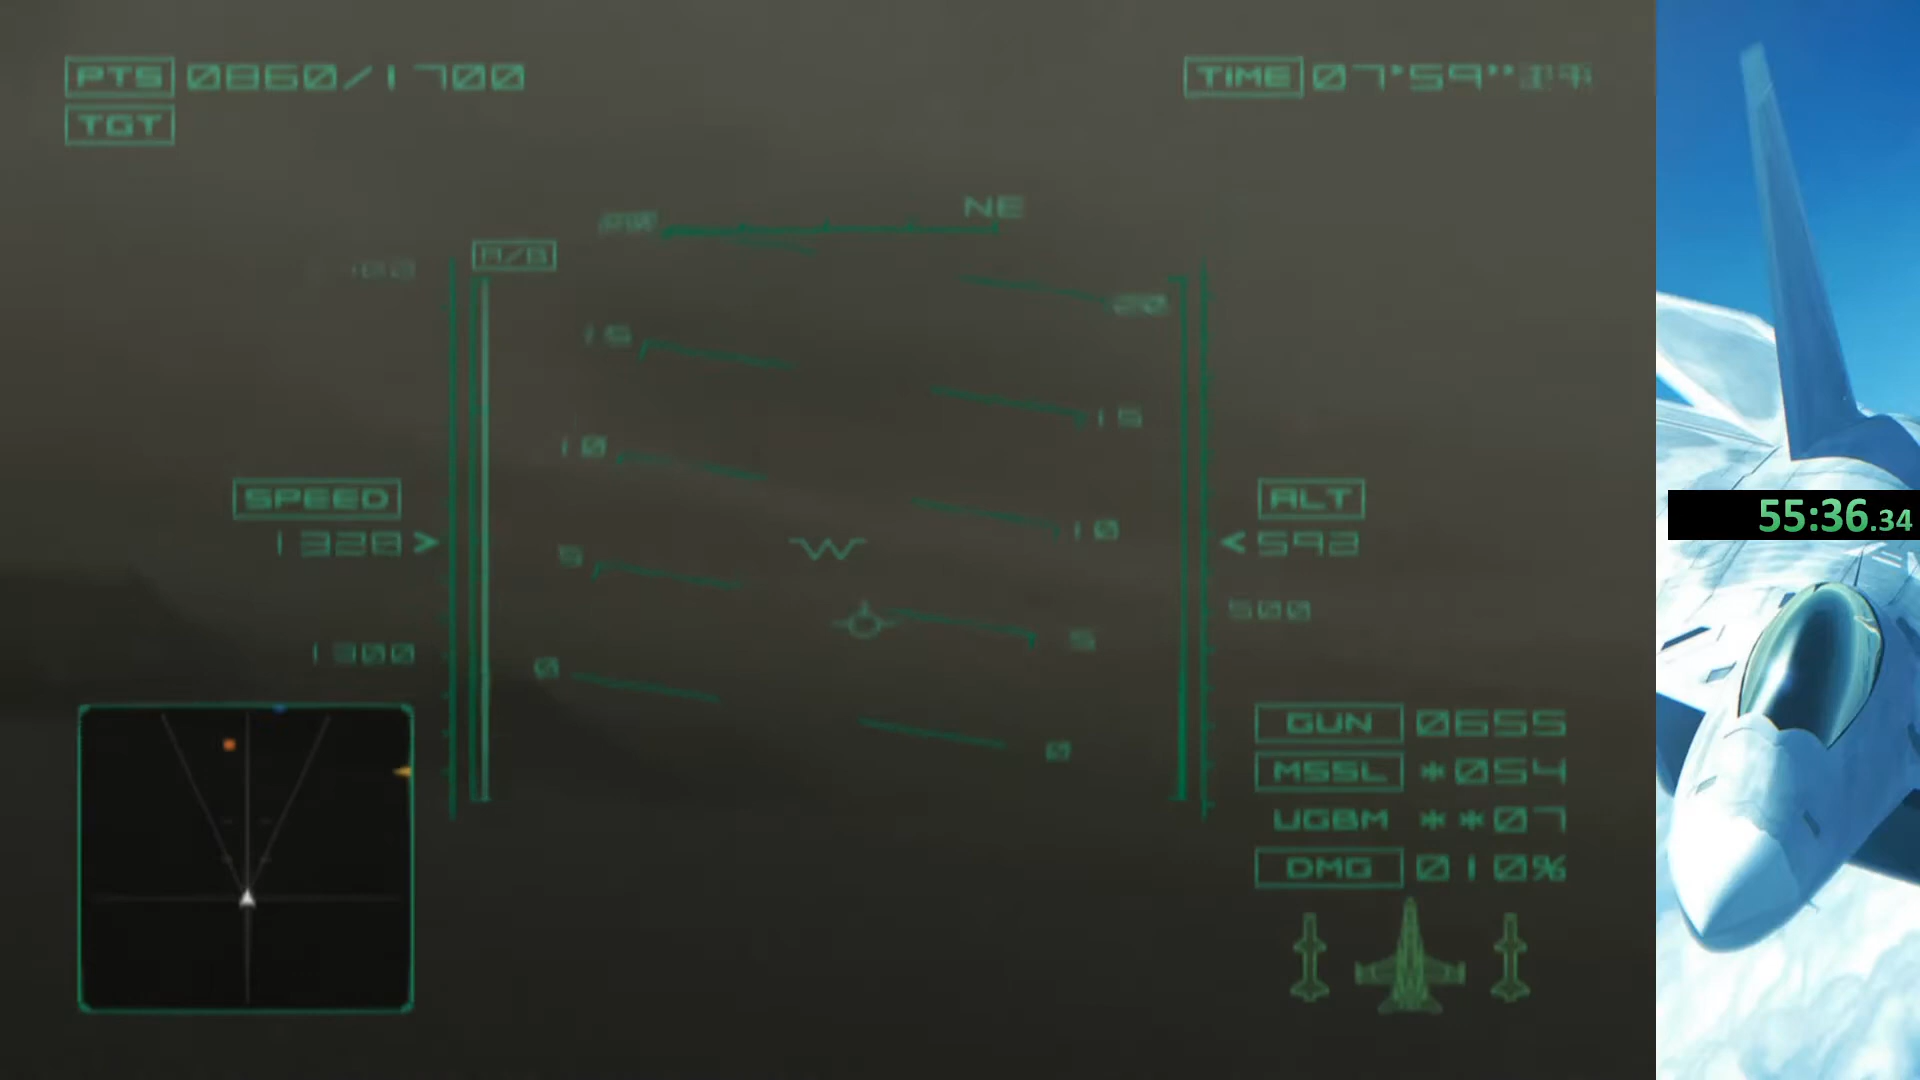 PTS 0860/1700
TIME 07'59"
TGT
NE
A/B
20
15
15
10
10
SPEED
1328 >
ALT
< 592
5
5
500
1300
0
0
GUN 0655
MSSL *054
UGBM **07
DMG 010%
55:36.34